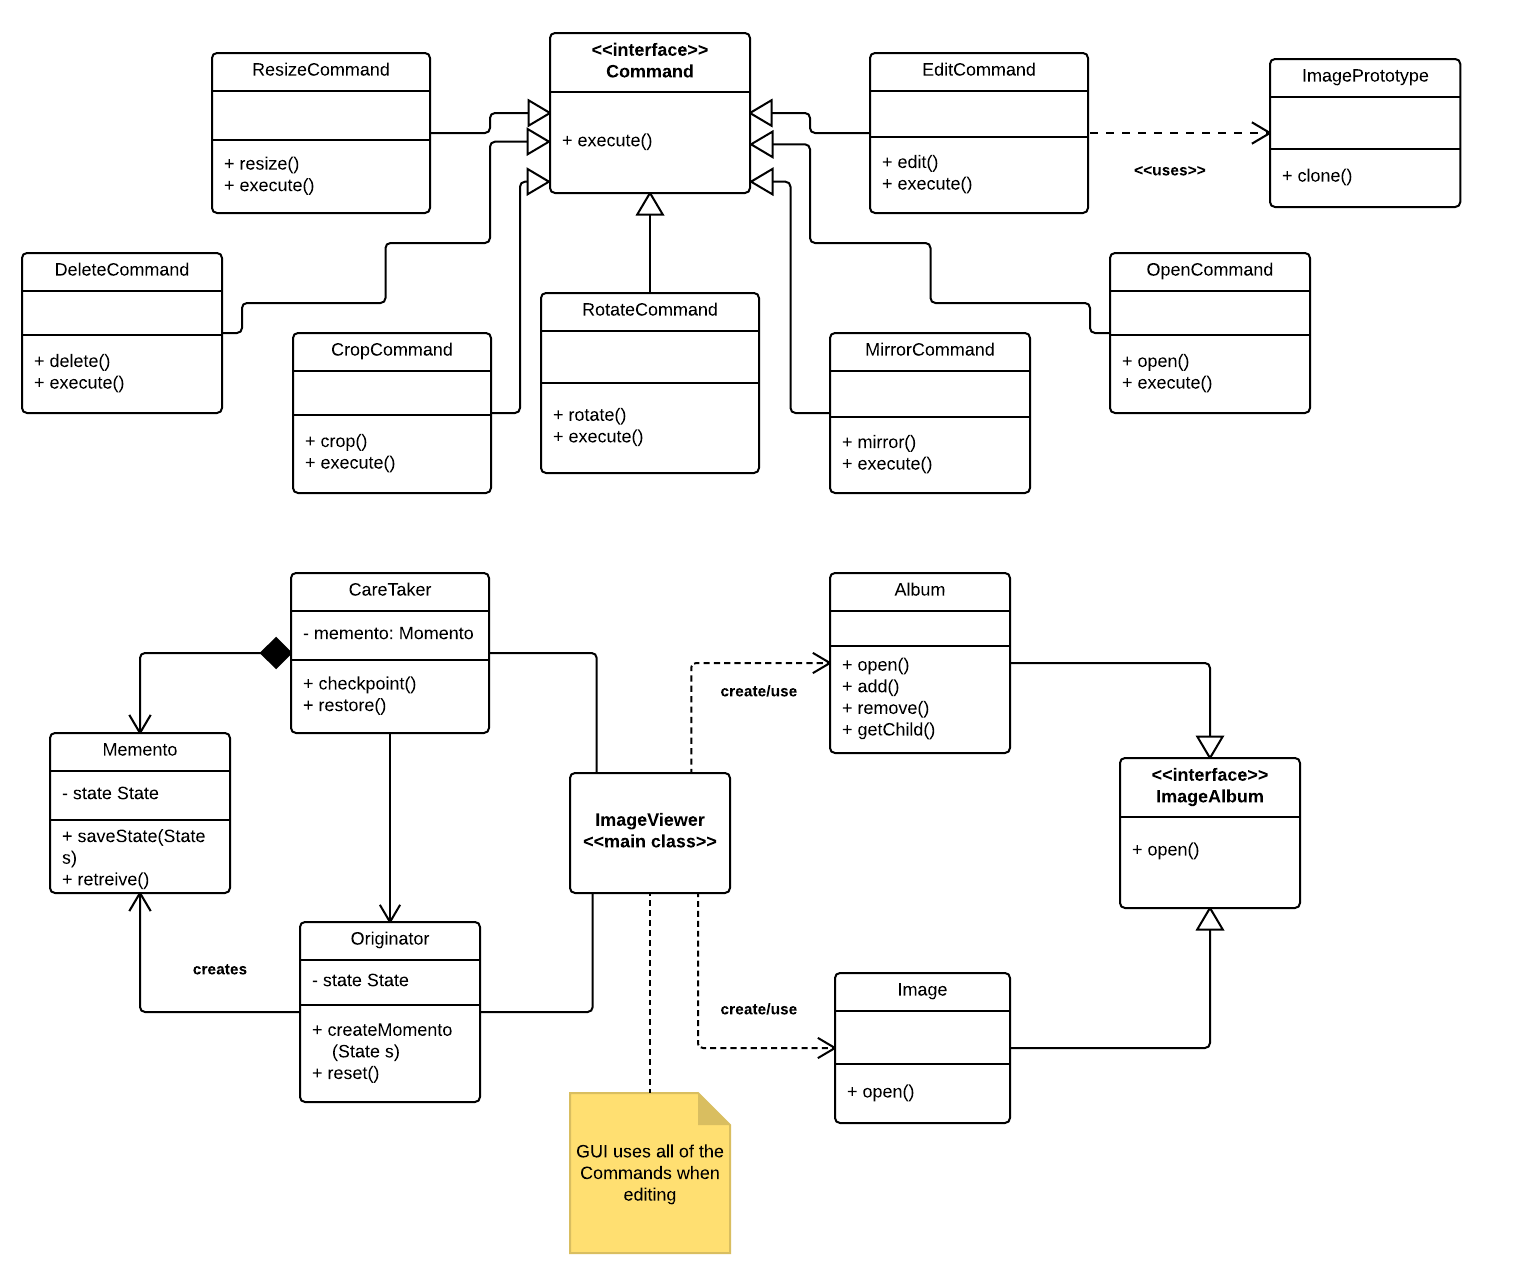 ResizeCommand
+ resize()
+ execute()
<<interface>>
Command
+ execute()
EditCommand
+ edit()
+ execute()
<<uses>>
ImagePrototype
+ clone()
DeleteCommand
+ delete()
+ execute()
CropCommand
+ crop()
+ execute()
RotateCommand
+ rotate()
+ execute()
MirrorCommand
+ mirror()
+ execute()
OpenCommand
+ open()
+ execute()
CareTaker
- memento: Momento
+ checkpoint()
+ restore()
Memento
- state State
+ saveState(State
s)
+ retreive()
creates
Originator
- state State
+ createMomento
(State s)
+ reset()
ImageViewer
<<main class>>
create/use
Album
+ open()
+ add()
+ remove()
+ getChild()
<<interface>>
ImageAlbum
+ open()
create/use
Image
+ open()
GUI uses all of the
Commands when
editing